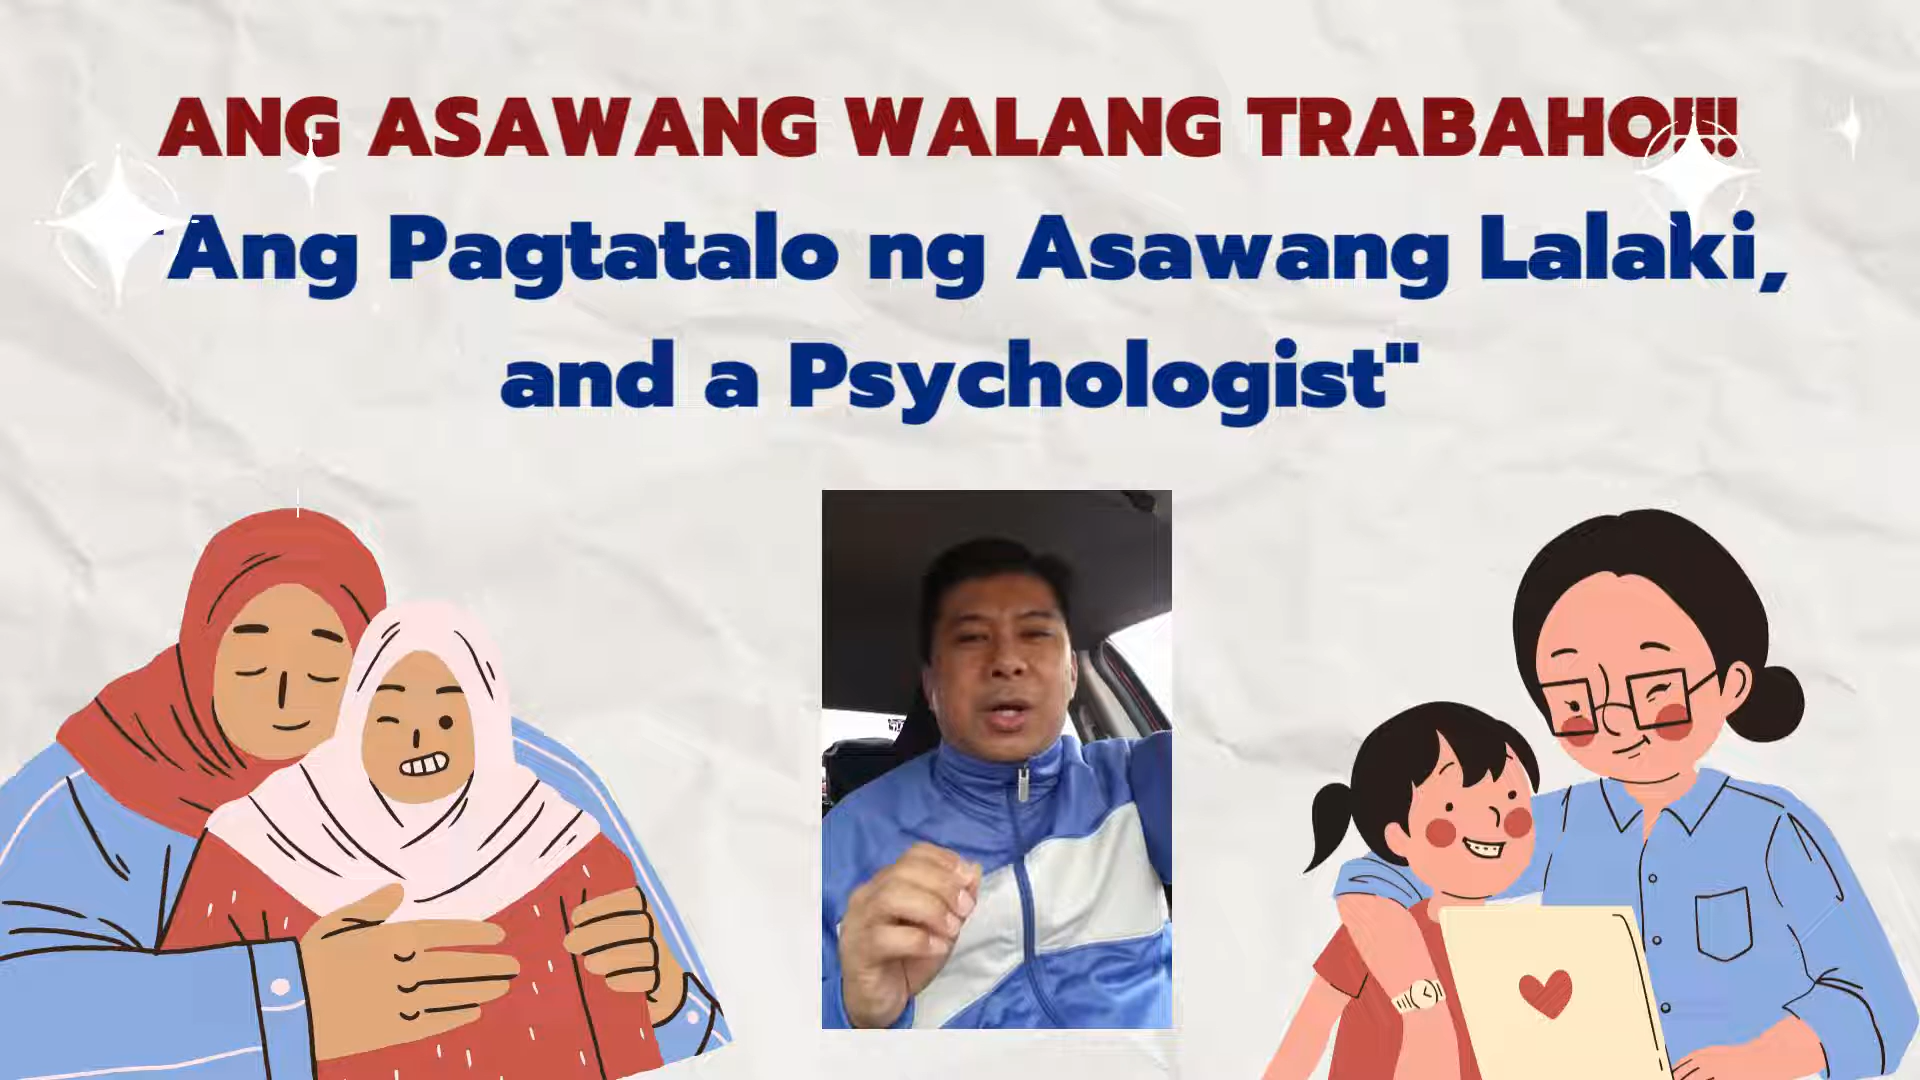 ANG ASAWANG WALANG TRABAHO!!!
"Ang Pagtatalo ng Asawang Lalaki,
and a Psychologist"